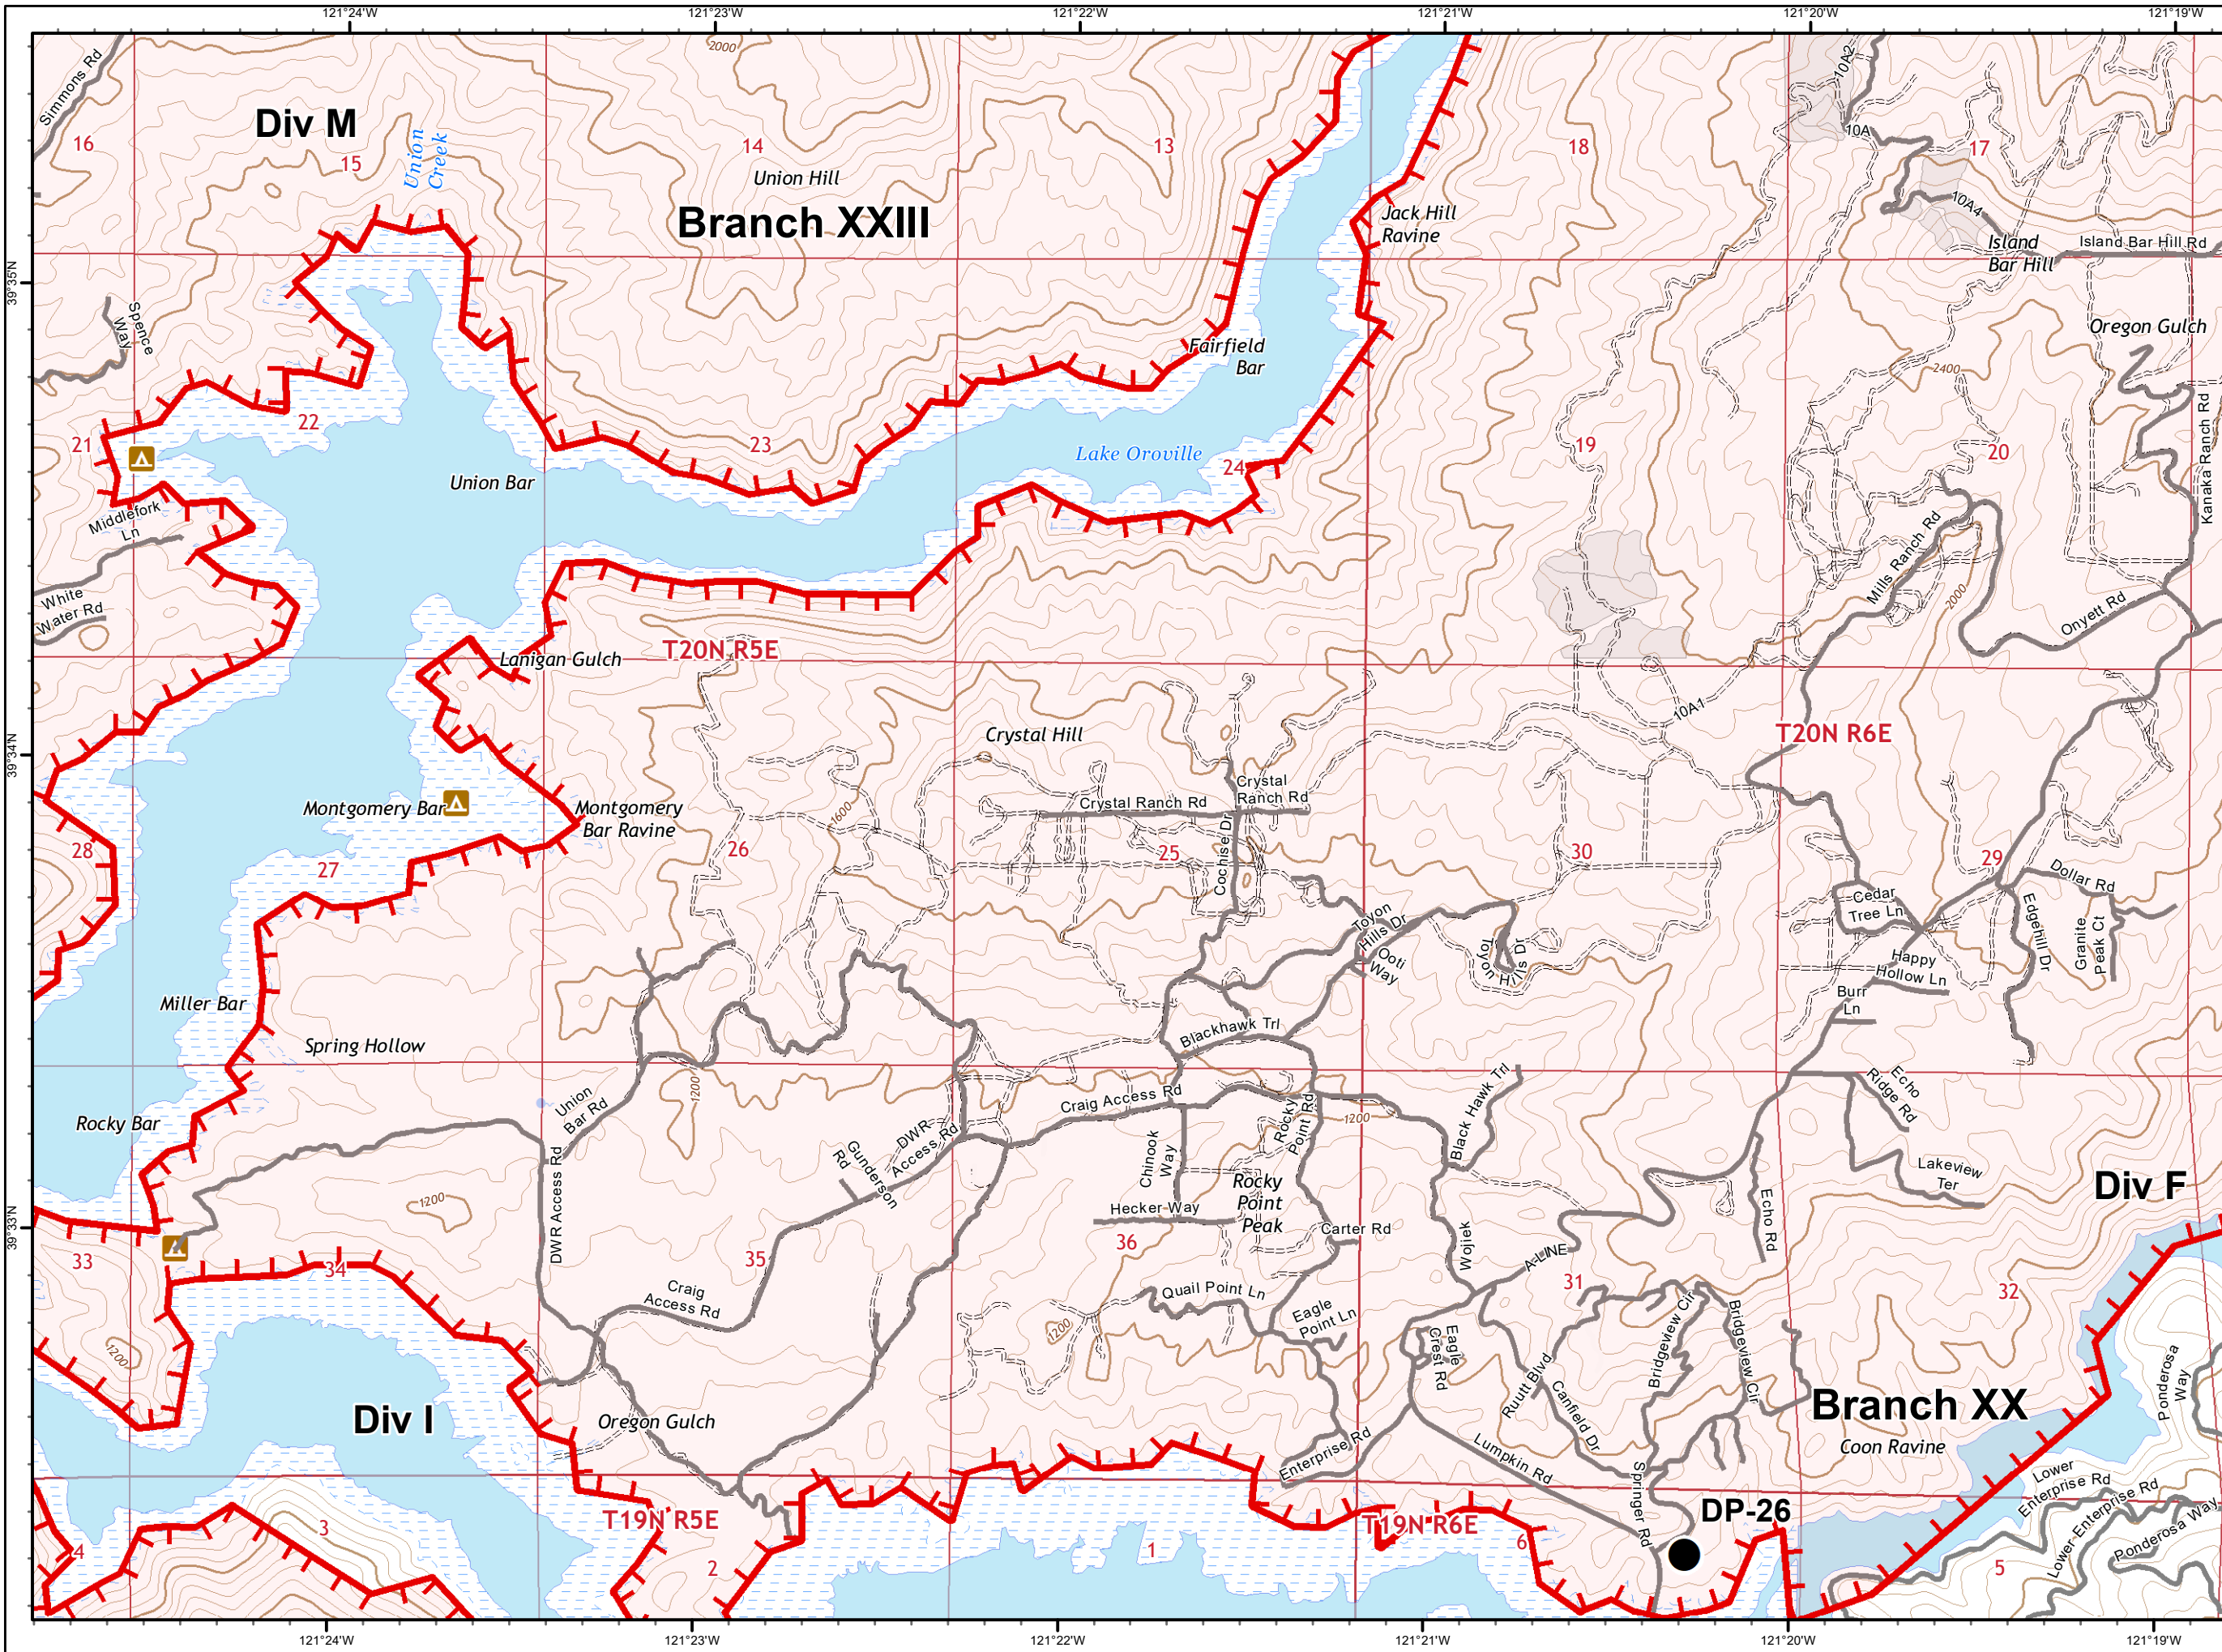 121°24'W
121°23'W
121°22'W
121°21'W
121°20'W
121°19'W
Simmons Rd
2000
10A2
16
Div M
15
Union
Creek
14
13
18
10A
17
Union Hill
Branch XXIII
Jack Hill
Ravine
10A4
Island
Bar Hill
Island Bar Hill Rd
39°35'N
Spence
Way
Oregon Gulch
Fairfield
Bar
2400
22
21
23
Lake Oroville
24
19
20
Kanaka Ranch Rd
Union Bar
Middlefork
Ln
White
Water Rd
Mills Ranch Rd
2000
Onyett Rd
Lanigan Gulch
T20N R5E
10A1
T20N R6E
Crystal Hill
39°34'N
Crystal
Ranch Rd
Crystal Ranch Rd
Montgomery Bar
Montgomery
Bar Ravine
1600
28
27
26
25
Cochise Dr
30
29
Dollar Rd
Cedar
Tree Ln
Edgehill Dr
Granite
Peak Ct
Toyon
Hills Dr
Ooti
Way
Toyon Hills Dr
Happy
Hollow Ln
Burr
Ln
Miller Bar
Spring Hollow
Blackhawk Trl
1200
Union
Bar Rd
Craig Access Rd
Rocky
Point Rd
1200
Black Hawk Trl
Echo
Ridge Rd
Rocky Bar
DWR
Access Rd
Gunderson
Rd
Chinook
Way
DWR Access Rd
Lakeview
Ter
Div F
1200
Rocky
Point
Peak
Hecker Way
Carter Rd
Wojek
Echo Rd
39°33'N
33
34
35
36
A-LINE
31
32
Craig
Access Rd
Quail Point Ln
Eagle
Point Ln
1200
1200
Eagle
Crest Rd
Rutt Blvd
Canfield Dr
Bridgeview Cir
Bridgeview Cir
Ponderosa
Way
Div I
Oregon Gulch
Branch XX
Coon Ravine
Enterprise Rd
Lumpkin Rd
Springer Rd
Lower
Enterprise Rd
Lower Enterprise Rd
Ponderosa Way
T19N R5E
T19N R6E
DP-26
4
3
2
1
6
5
121°24'W
121°23'W
121°22'W
121°21'W
121°20'W
121°19'W